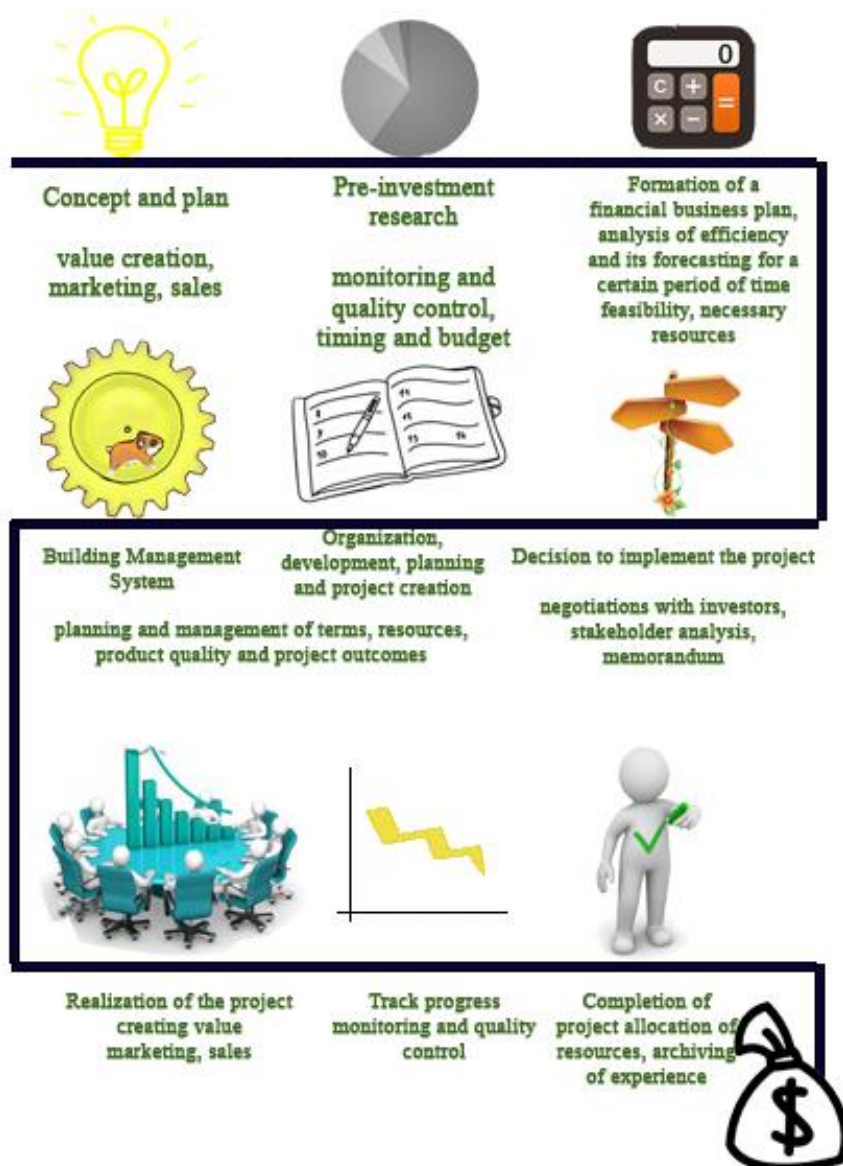 0
C + = × −
Concept and plan
value creation,
marketing, sales
Pre-investment
research
monitoring and
quality control,
timing and budget
Formation of a
financial business plan,
analysis of efficiency
and its forecasting for a
certain period of time
feasibility, necessary
resources
Building Management
System
Organization,
development, planning
and project creation
planning and management of terms, resources,
product quality and project outcomes
Decision to implement the project
negotiations with investors,
stakeholder analysis,
memorandum
Realization of the project
creating value
marketing, sales
Track progress
monitoring and quality
control
Completion of
project allocation of
resources, archiving
of experience
$